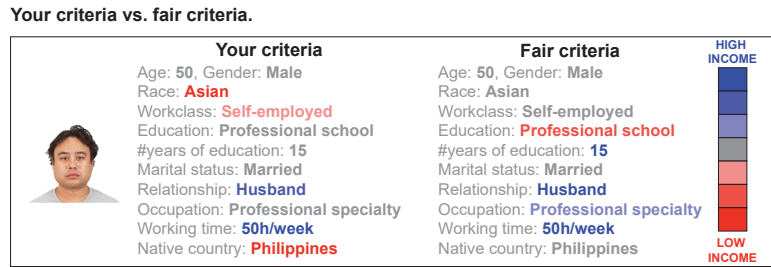 Your criteria vs. fair criteria.
Your criteria
Age: 50, Gender: Male
Race: Asian
Workclass: Self-employed
Education: Professional school
#years of education: 15
Marital status: Married
Relationship: Husband
Occupation: Professional specialty
Working time: 50h/week
Native country: Philippines
Fair criteria
Age: 50, Gender: Male
Race: Asian
Workclass: Self-employed
Education: Professional school
#years of education: 15
Marital status: Married
Relationship: Husband
Occupation: Professional specialty
Working time: 50h/week
Native country: Philippines
HIGH
INCOME
LOW
INCOME